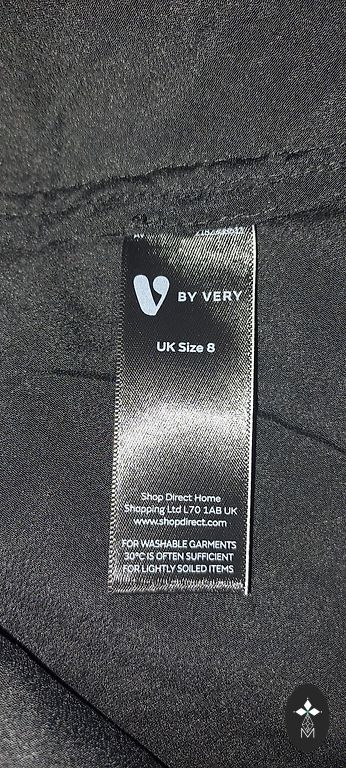 V BY VERY
UK Size 8
Shop Direct Home
Shopping Ltd L70 1AB UK
www.shopdirect.com
FOR WASHABLE GARMENTS
30°C IS OFTEN SUFFICIENT
FOR LIGHTLY SOILED ITEMS
M